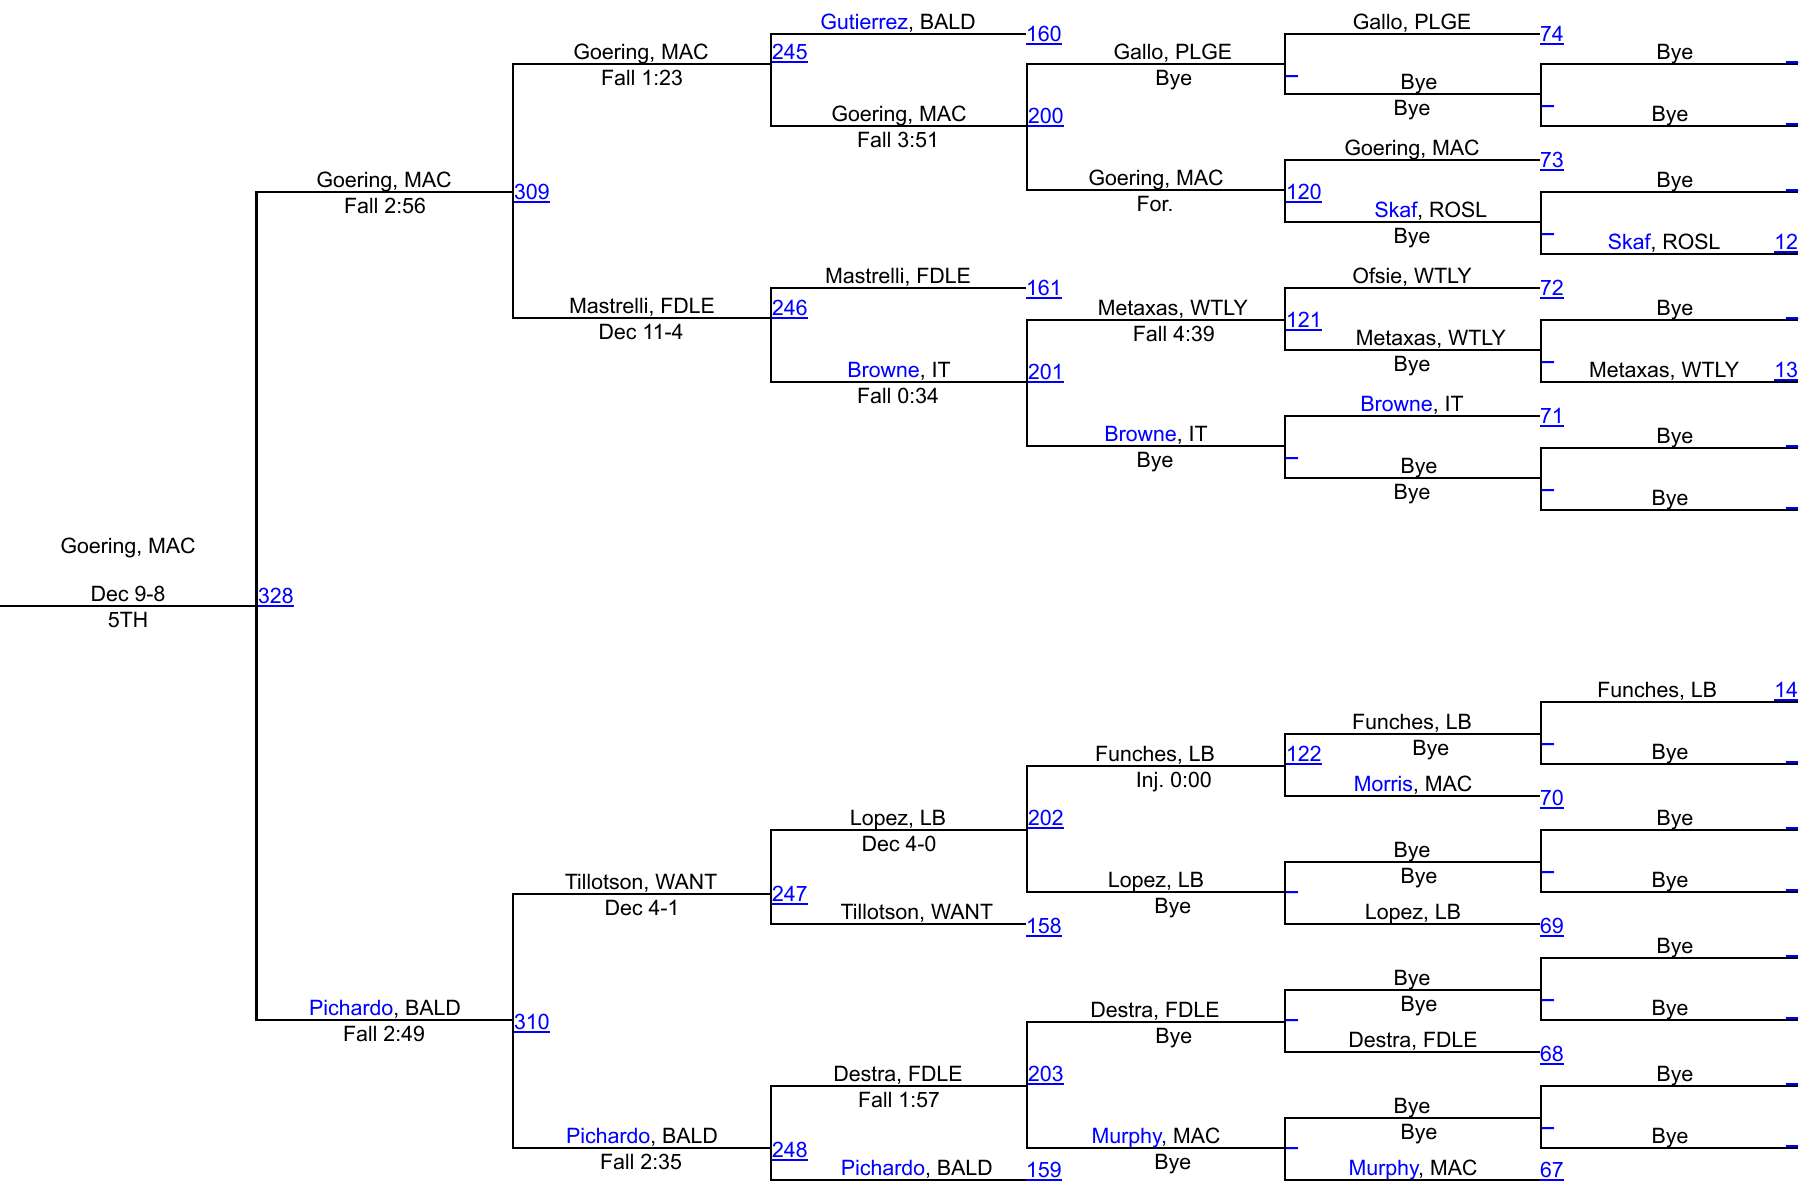 Gutierrez, BALD
160
Gallo, PLGE
74
Goering, MAC
245
Gallo, PLGE
Bye
Fall 1:23
Bye
Bye
Goering, MAC
200
Bye
Bye
Fall 3:51
Goering, MAC
73
Goering, MAC
309
Goering, MAC
120
Bye
Fall 2:56
For.
Skaf, ROSL
Bye
Skaf, ROSL
12
Mastrelli, FDLE
161
Ofsie, WTLY
72
Mastrelli, FDLE
246
Metaxas, WTLY
121
Bye
Dec 11-4
Fall 4:39
Metaxas, WTLY
Browne, IT
201
Bye
Metaxas, WTLY
13
Fall 0:34
Browne, IT
71
Browne, IT
Bye
Bye
Bye
Bye
Bye
Goering, MAC
Dec 9-8
328
5TH
Funches, LB
14
Funches, LB
Funches, LB
122
Bye
Bye
Inj. 0:00
Morris, MAC
70
Lopez, LB
202
Bye
Dec 4-0
Bye
Tillotson, WANT
247
Lopez, LB
Bye
Bye
Dec 4-1
Tillotson, WANT
158
Bye
Lopez, LB
69
Bye
Bye
Pichardo, BALD
310
Destra, FDLE
Bye
Bye
Fall 2:49
Bye
Destra, FDLE
68
Destra, FDLE
203
Bye
Fall 1:57
Bye
Pichardo, BALD
248
Murphy, MAC
Bye
Bye
Fall 2:35
Pichardo, BALD
159
Bye
Murphy, MAC
67